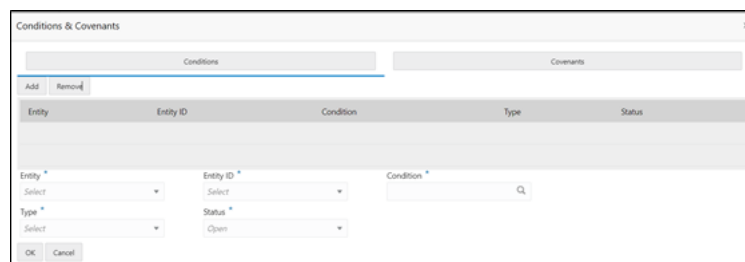 Conditions & Covenants
Conditions Covenants
Add Remove
Entity Entity ID Condition Type Status
Entity * Entity ID * Condition *
Select Select
Type * Status *
Select Open
OK Cancel